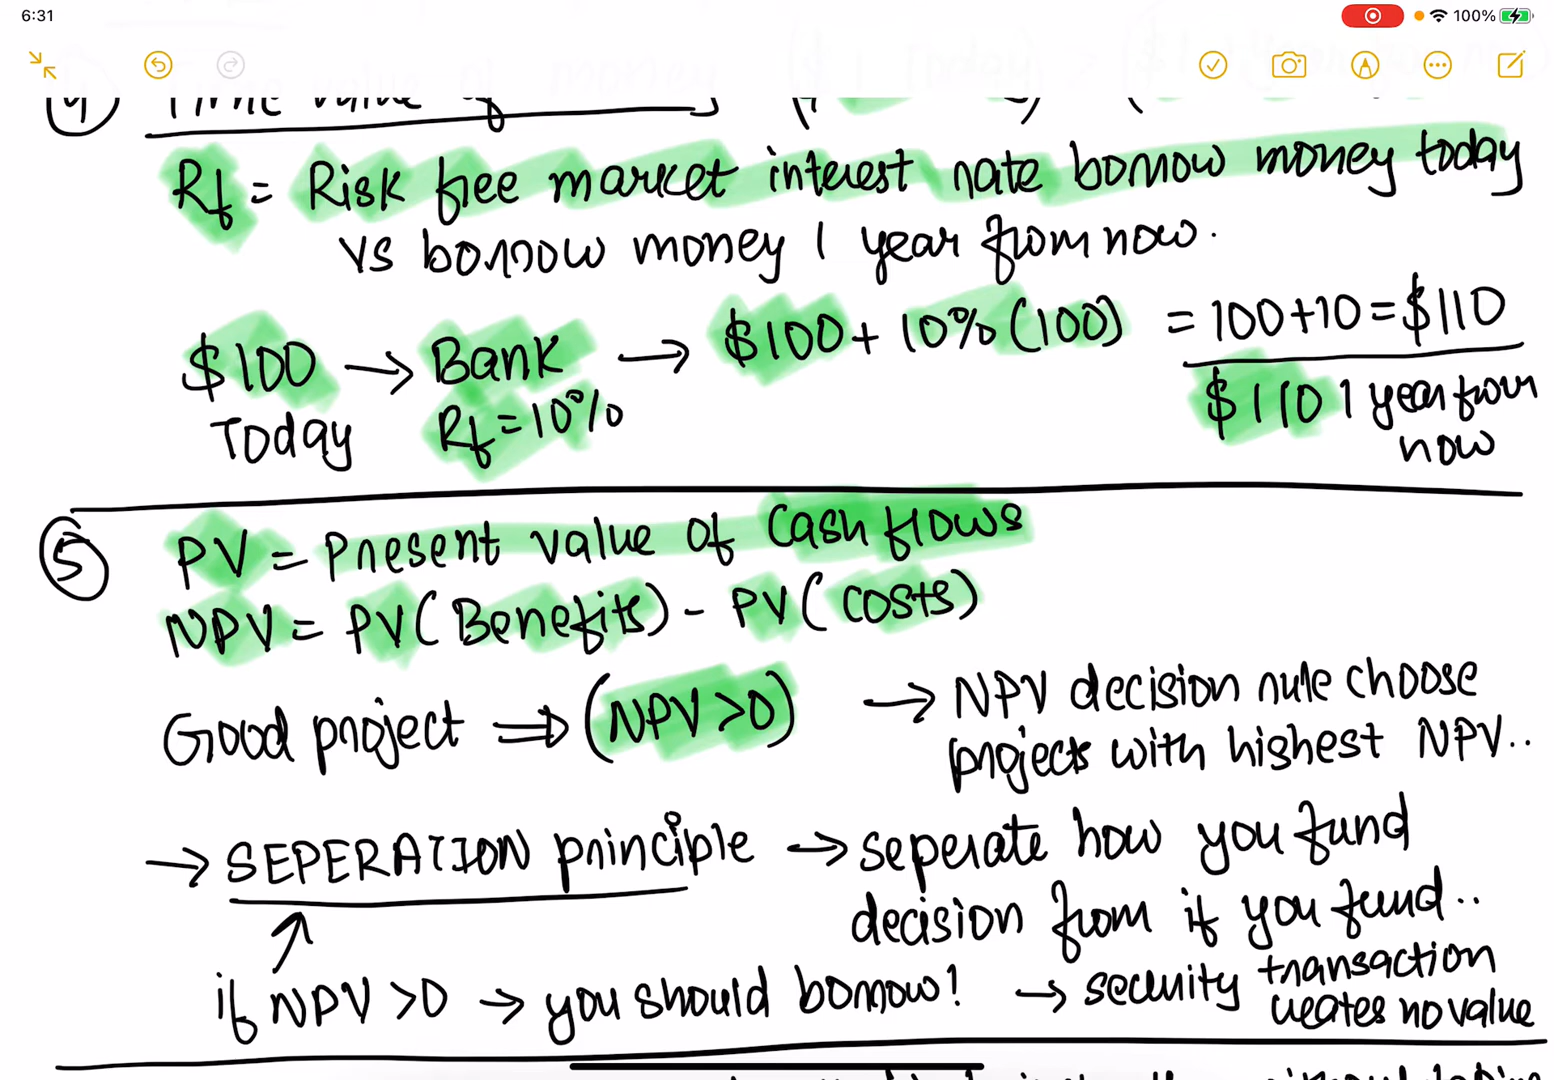 6:31
100%
4 Time value of
Rf = Risk free market interest rate borrow money today
vs borrow money 1 year from now.
$100 → Bank → $100 + 10% (100) = 100+10 = $110
Today Rf = 10% $110 1 year from
now
5 PV = Present value of Cash flows
NPV = PV( Benefits) - PV( costs)
Good project ⇒ (NPV >0) → NPV decision rule choose
projects with highest NPV..
→ SEPERATION principle → seperate how you fund
decision from if you fund..
if NPV >0 → you should borrow! → security transaction
creates no value